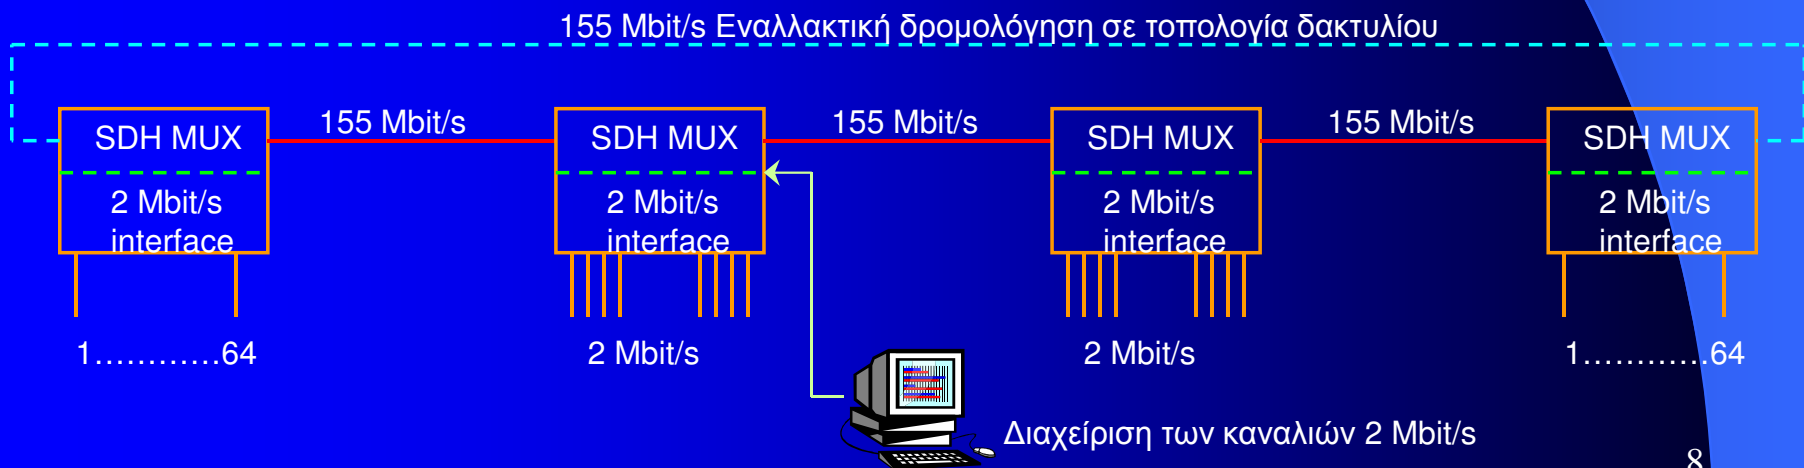 155 Mbit/s Εναλλακτική δρομολόγηση σε τοπολογία δακτυλίου
SDH MUX 155 Mbit/s SDH MUX 155 Mbit/s SDH MUX 155 Mbit/s SDH MUX
2 Mbit/s 2 Mbit/s 2 Mbit/s 2 Mbit/s
interface interface interface interface
1............64 2 Mbit/s 2 Mbit/s 1............64
Διαχείριση των καναλιών 2 Mbit/s
8